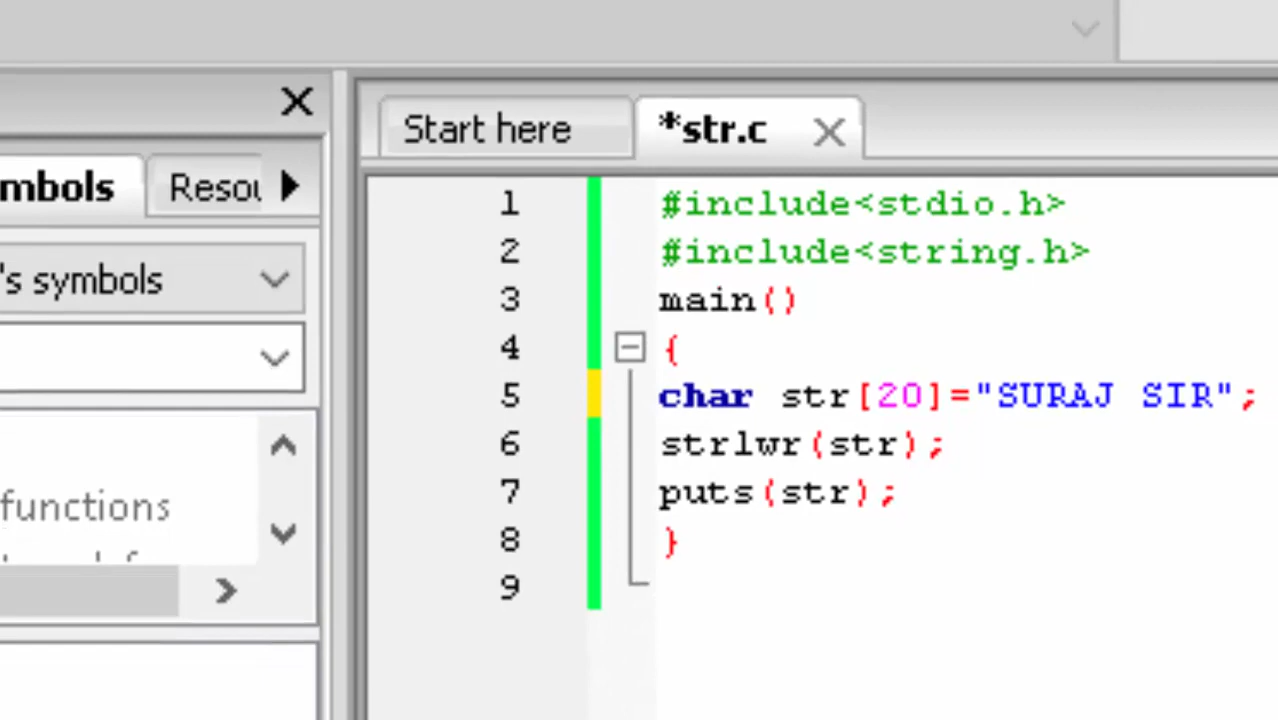 Start here
*str.c
mbols
Resou
's symbols
functions
1 #include<stdio.h>
2 #include<string.h>
3 main()
4 {
5 char str[20]="SURAJ SIR";
6 strlwr(str);
7 puts(str);
8 }
9